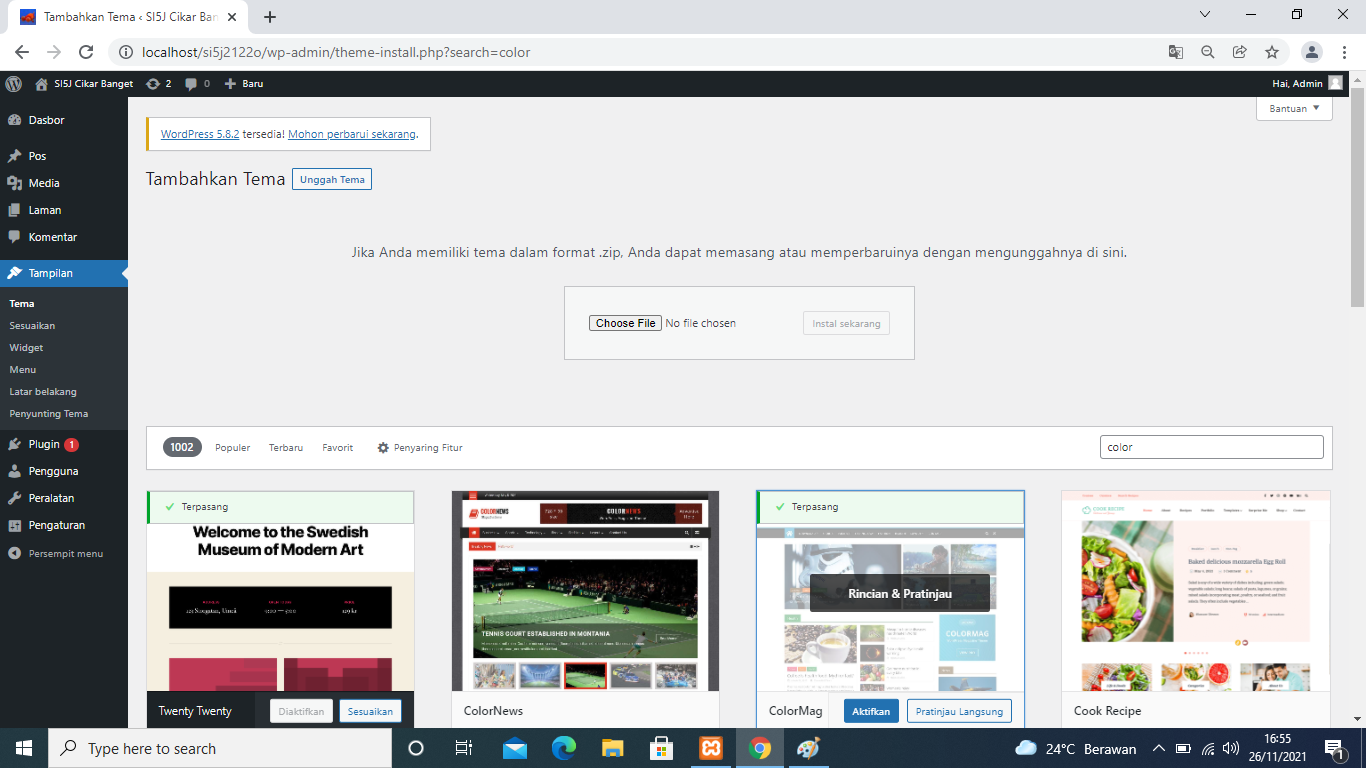 Tambahkan Tema ‹ SI5J Cikar Ban
localhost/si5j2122o/wp-admin/theme-install.php?search=color
SI5J Cikar Banget
2
0
Baru
Hai, Admin
Bantuan
Dasbor
Pos
Media
Laman
Komentar
Tampilan
Tema
Sesuaikan
Widget
Menu
Latar belakang
Penyunting Tema
Plugin 1
Pengguna
Peralatan
Pengaturan
Persempit menu
WordPress 5.8.2 tersedia! Mohon perbarui sekarang.
Tambahkan Tema
Unggah Tema
Jika Anda memiliki tema dalam format .zip, Anda dapat memasang atau memperbaruinya dengan mengunggahnya di sini.
Choose File No file chosen
Instal sekarang
1002
Populer
Terbaru
Favorit
Penyaring Fitur
color
Terpasang
Welcome to the Swedish
Museum of Modern Art
Twenty Twenty
Diaktifkan
Sesuaikan
COLORNEWS
COLORNEWS
TENNIS COURT ESTABLISHED IN MONTANIA
ColorNews
Terpasang
Rincian & Pratinjau
COLORMAG
ColorMag
Aktifkan
Pratinjau Langsung
COOK RECIPE
Baked delicious mozzarella Egg Roll
Cook Recipe
Type here to search
24°C Berawan
16:55
26/11/2021
1